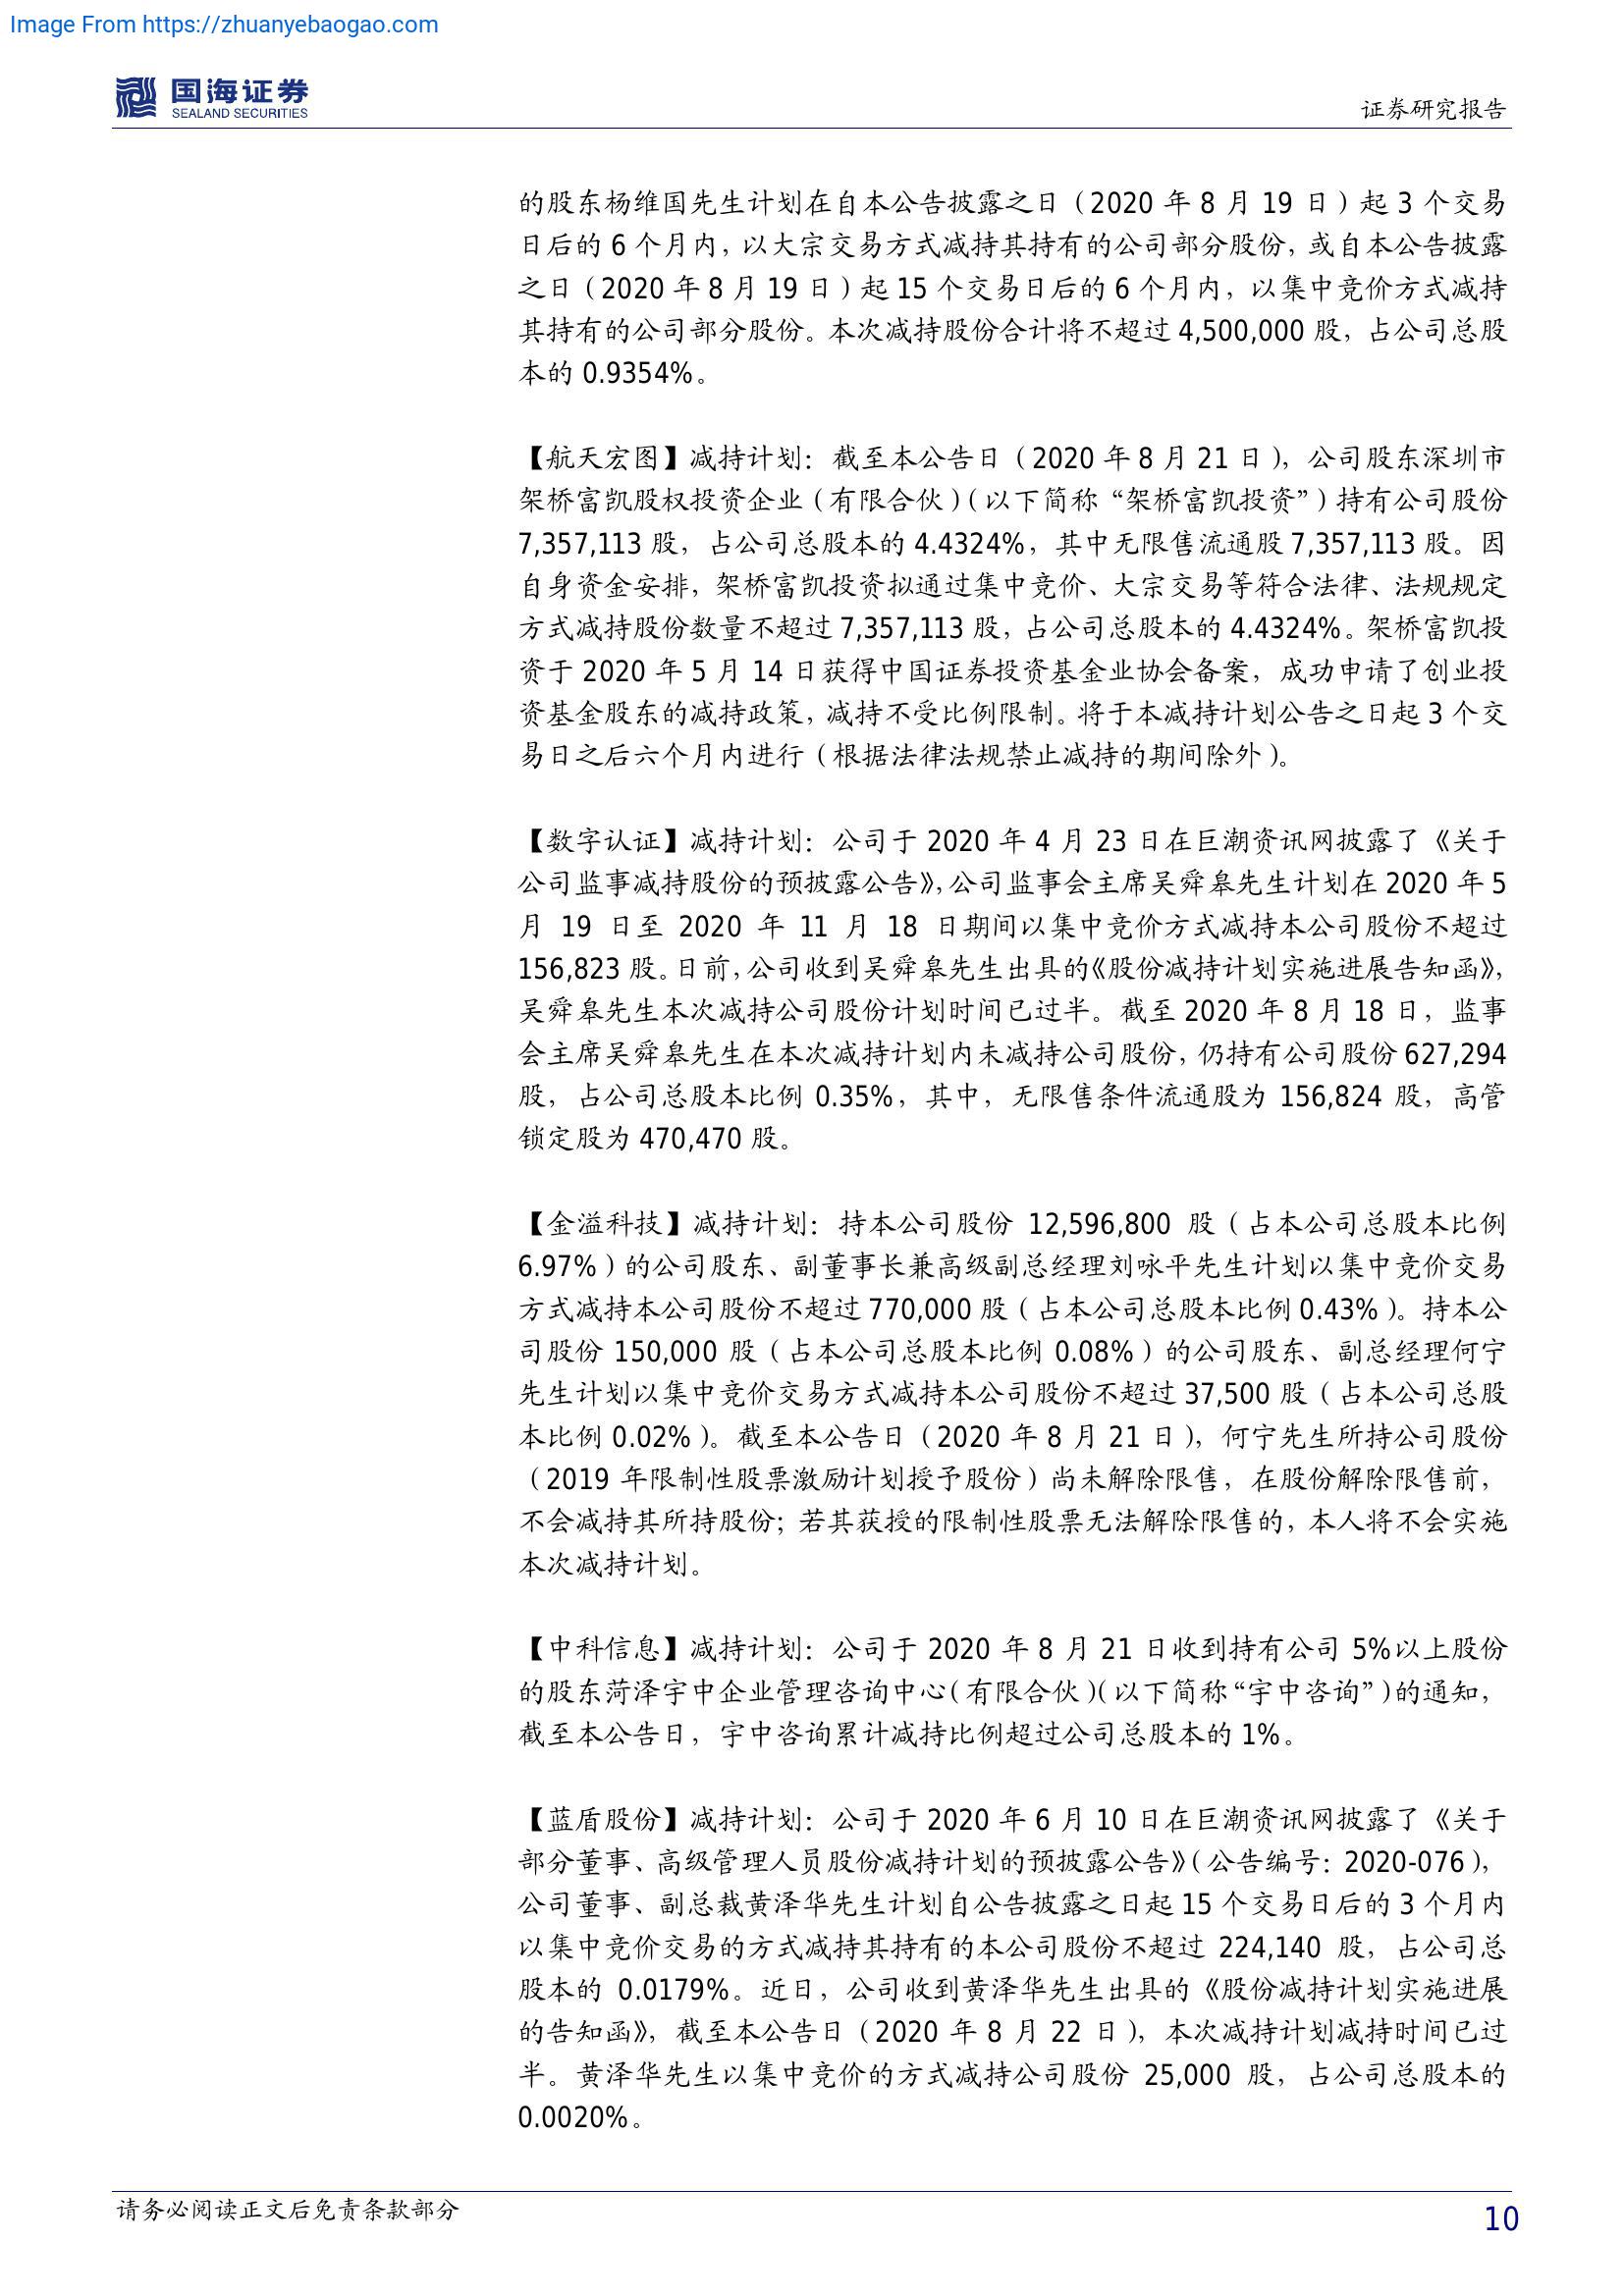 Image From https://zhuanyebaogao.com
国海证券
SEALAND SECURITIES
证券研究报告
的股东杨维国先生计划在自本公告披露之日（2020 年 8 月 19 日）起 3 个交易
日后的 6 个月内，以大宗交易方式减持其持有的公司部分股份，或自本公告披露
之日（2020 年 8 月 19 日）起 15 个交易日后的 6 个月内，以集中竞价方式减持
其持有的公司部分股份。本次减持股份合计将不超过 4,500,000 股，占公司总股
本的 0.9354%。
【航天宏图】减持计划：截至本公告日（2020 年 8 月 21 日），公司股东深圳市
架桥富凯股权投资企业（有限合伙）（以下简称“架桥富凯投资”）持有公司股份
7,357,113 股，占公司总股本的 4.4324%，其中无限售流通股 7,357,113 股。因
自身资金安排，架桥富凯投资拟通过集中竞价、大宗交易等符合法律、法规规定
方式减持股份数量不超过 7,357,113 股，占公司总股本的 4.4324%。架桥富凯投
资于 2020 年 5 月 14 日获得中国证券投资基金业协会备案，成功申请了创业投
资基金股东的减持政策，减持不受比例限制。将于本减持计划公告之日起 3 个交
易日之后六个月内进行（根据法律法规禁止减持的期间除外）。
【数字认证】减持计划：公司于 2020 年 4 月 23 日在巨潮资讯网披露了《关于
公司监事减持股份的预披露公告》，公司监事会主席吴舜皋先生计划在 2020 年 5
月 19 日至 2020 年 11 月 18 日期间以集中竞价方式减持本公司股份不超过
156,823 股。日前，公司收到吴舜皋先生出具的《股份减持计划实施进展告知函》，
吴舜皋先生本次减持公司股份计划时间已过半。截至 2020 年 8 月 18 日，监事
会主席吴舜皋先生在本次减持计划内未减持公司股份，仍持有公司股份 627,294
股，占公司总股本比例 0.35%，其中，无限售条件流通股为 156,824 股，高管
锁定股为 470,470 股。
【金溢科技】减持计划：持本公司股份 12,596,800 股（占本公司总股本比例
6.97%）的公司股东、副董事长兼高级副总经理刘咏平先生计划以集中竞价交易
方式减持本公司股份不超过 770,000 股（占本公司总股本比例 0.43%）。持本公
司股份 150,000 股（占本公司总股本比例 0.08%）的公司股东、副总经理何宁
先生计划以集中竞价交易方式减持本公司股份不超过 37,500 股（占本公司总股
本比例 0.02%）。截至本公告日（2020 年 8 月 21 日），何宁先生所持公司股份
（2019 年限制性股票激励计划授予股份）尚未解除限售，在股份解除限售前，
不会减持其所持股份；若其获授的限制性股票无法解除限售的，本人将不会实施
本次减持计划。
【中科信息】减持计划：公司于 2020 年 8 月 21 日收到持有公司 5%以上股份
的股东菏泽宇中企业管理咨询中心（有限合伙）（以下简称“宇中咨询”）的通知，
截至本公告日，宇中咨询累计减持比例超过公司总股本的 1%。
【蓝盾股份】减持计划：公司于 2020 年 6 月 10 日在巨潮资讯网披露了《关于
部分董事、高级管理人员股份减持计划的预披露公告》（公告编号：2020-076），
公司董事、副总裁黄泽华先生计划自公告披露之日起 15 个交易日后的 3 个月内
以集中竞价交易的方式减持其持有的本公司股份不超过 224,140 股，占公司总
股本的 0.0179%。近日，公司收到黄泽华先生出具的《股份减持计划实施进展
的告知函》，截至本公告日（2020 年 8 月 22 日），本次减持计划减持时间已过
半。黄泽华先生以集中竞价的方式减持公司股份 25,000 股，占公司总股本的
0.0020%。
请务必阅读正文后免责条款部分
10